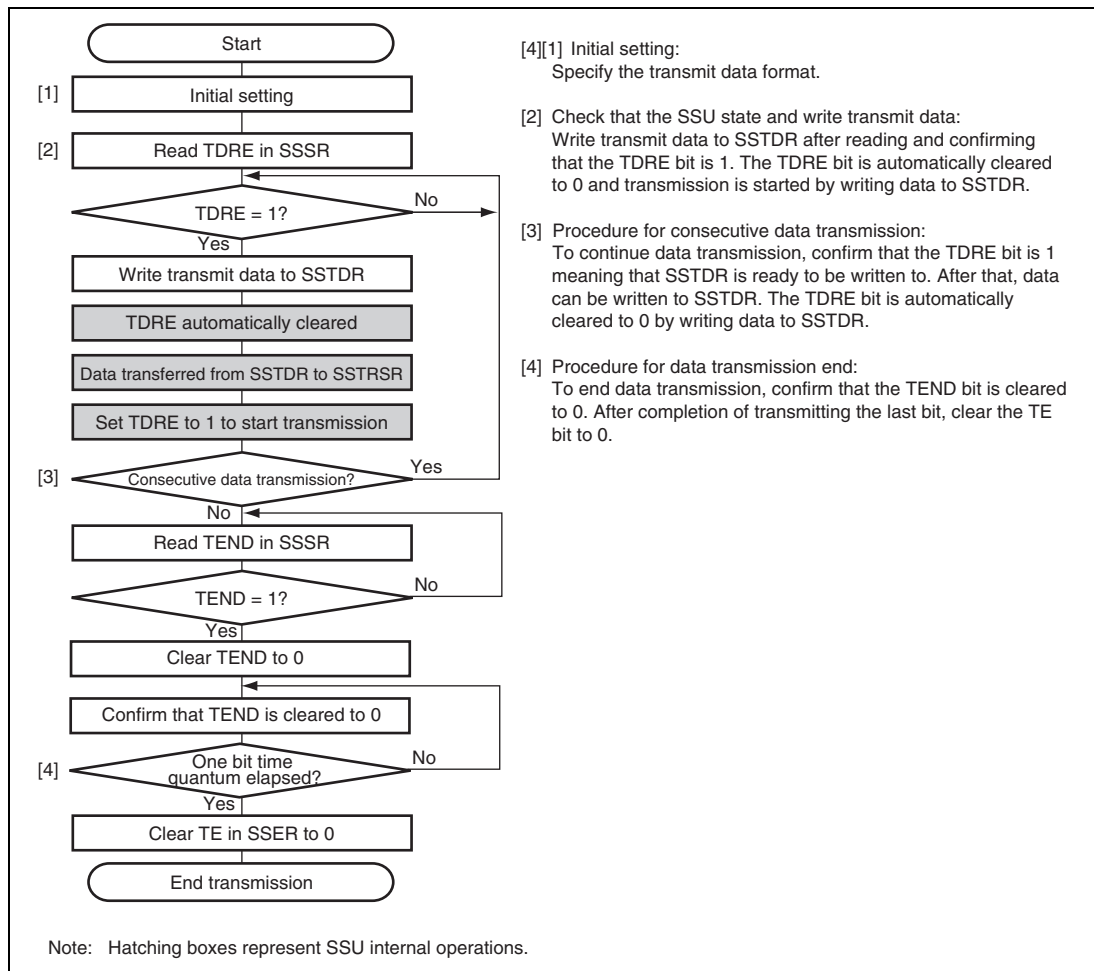 Start
[1] Initial setting
[2] Read TDRE in SSSR
TDRE = 1?
No
Yes
Write transmit data to SSTDR
TDRE automatically cleared
Data transferred from SSTDR to SSTRSR
Set TDRE to 1 to start transmission
[3] Consecutive data transmission?
Yes
No
Read TEND in SSSR
TEND = 1?
No
Yes
Clear TEND to 0
Confirm that TEND is cleared to 0
[4] One bit time
quantum elapsed?
No
Yes
Clear TE in SSER to 0
End transmission
[4][1] Initial setting:
Specify the transmit data format.
[2] Check that the SSU state and write transmit data:
Write transmit data to SSTDR after reading and confirming
that the TDRE bit is 1. The TDRE bit is automatically cleared
to 0 and transmission is started by writing data to SSTDR.
[3] Procedure for consecutive data transmission:
To continue data transmission, confirm that the TDRE bit is 1
meaning that SSTDR is ready to be written to. After that, data
can be written to SSTDR. The TDRE bit is automatically
cleared to 0 by writing data to SSTDR.
[4] Procedure for data transmission end:
To end data transmission, confirm that the TEND bit is cleared
to 0. After completion of transmitting the last bit, clear the TE
bit to 0.
Note: Hatching boxes represent SSU internal operations.